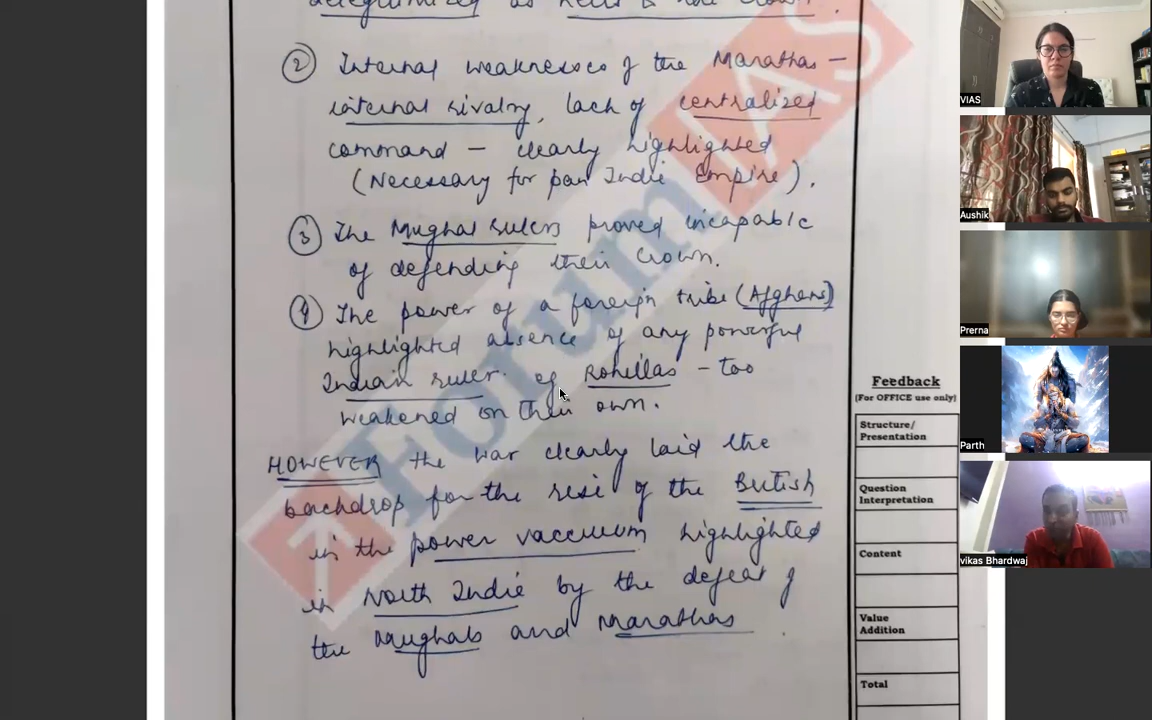 ② Internal weaknesses of the Marathas –
internal rivalry, lack of centralized
command – clearly highlighted
(Necessary for pan Indie Empire).
③ The Mughal rulers proved incapable
of defending their crown.
④ The power of a foreign tribe (Afghans)
highlighted absence of any powerful
Indian ruler. eg Rohillas – too
weakened on their own.
HOWEVER the war clearly laid the
backdrop for the rise of the British
in the power vaccuum highlighted
in North Indie by the defeat of
the Mughals and Marathas.
Forum IAS
Feedback
(For OFFICE use only)
Structure/
Presentation
Question
Interpretation
Content
Value
Addition
Total
VIAS
Aushik
Prerna
Parth
vikas Bhardwaj